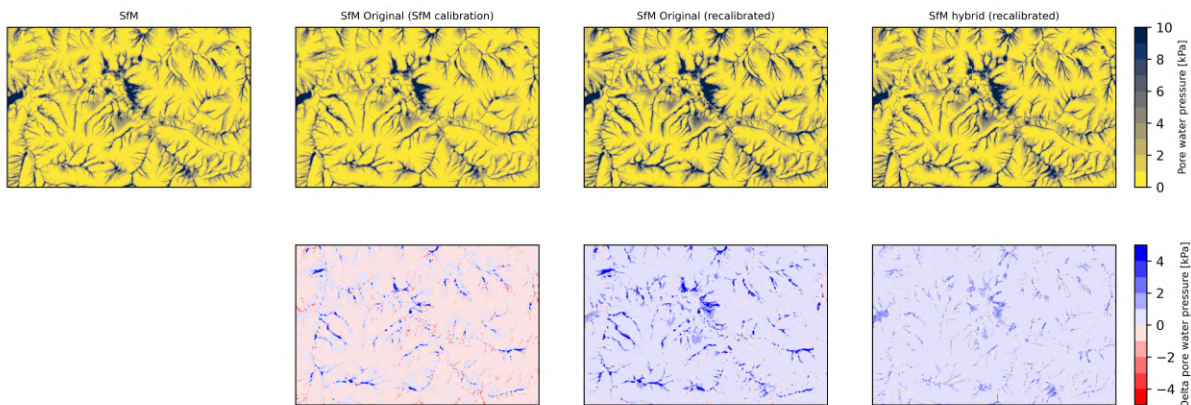 SfM
SfM Original (SfM calibration)
SfM Original (recalibrated)
SfM hybrid (recalibrated)
10
8
6
4
2
0
Pore water pressure [kPa]
4
2
0
−2
−4
Delta pore water pressure [kPa]